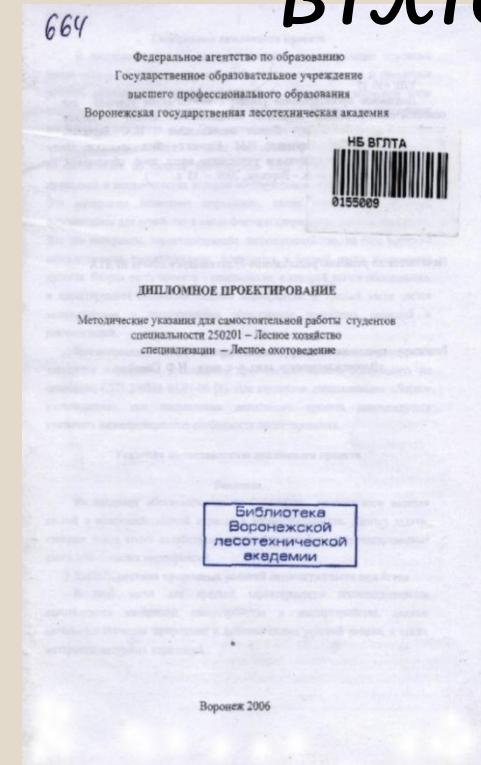 664
Федеральное агентство по образованию
Государственное образовательное учреждение
высшего профессионального образования
Воронежская государственная лесотехническая академия
НБ ВГЛТА
0155009
ДИПЛОМНОЕ ПРОЕКТИРОВАНИЕ
Методические указания для самостоятельной работы студентов
специальности 250201 – Лесное хозяйство
специализации – Лесное охотоведение
Библиотека
Воронежской
лесотехнической
академии
Воронеж 2006